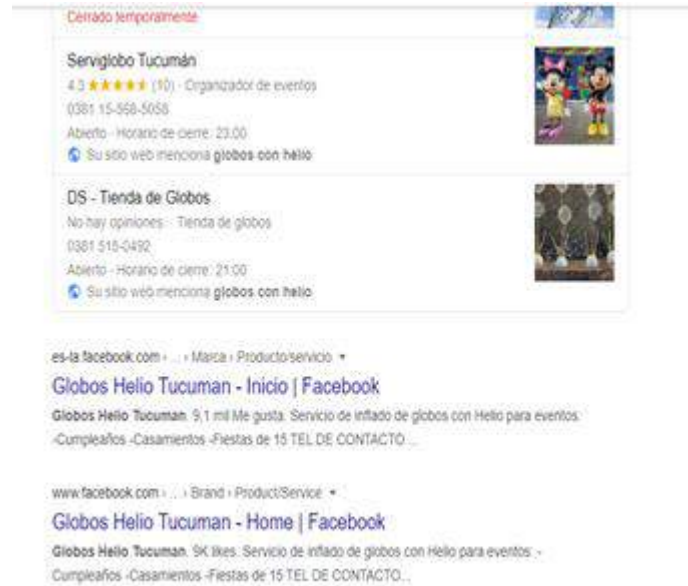 Cerrado temporalmente
Serviglobo Tucumán
4.3 ★★★★★ (10) · Organizador de eventos
0381 15-568-5058
Abierto · Horario de cierre: 23:00
Su sitio web menciona globos con helio
DS - Tienda de Globos
No hay opiniones · Tienda de globos
0381 515-0492
Abierto · Horario de cierre: 21:00
Su sitio web menciona globos con helio
es-la.facebook.com › ... › Marca › Producto/servicio
Globos Helio Tucuman - Inicio | Facebook
Globos Helio Tucuman. 9,1 mil Me gusta. Servicio de inflado de globos con Helio para eventos:
-Cumpleaños -Casamientos -Fiestas de 15 TEL DE CONTACTO ...
www.facebook.com › ... › Brand › Product/Service
Globos Helio Tucuman - Home | Facebook
Globos Helio Tucuman. 9K likes. Servicio de inflado de globos con Helio para eventos: -
Cumpleaños -Casamientos -Fiestas de 15 TEL DE CONTACTO...